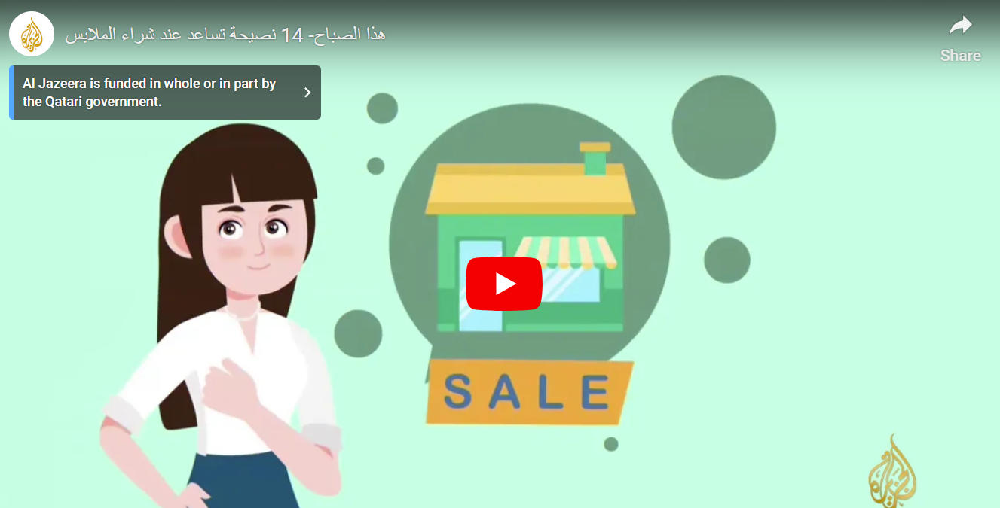 هذا الصباح- 14 نصيحة تساعد عند شراء الملابس
Share
Al Jazeera is funded in whole or in part by
the Qatari government.
SALE
الجزيرة